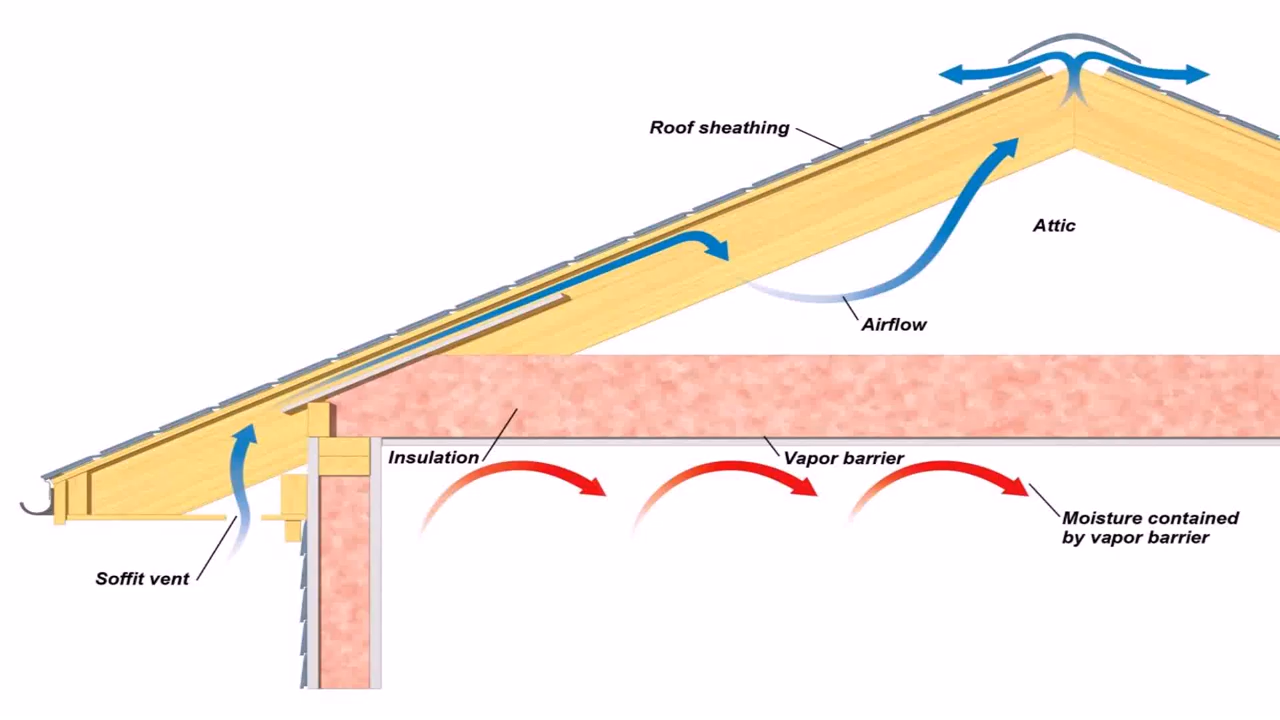 Roof sheathing
Attic
Airflow
Insulation
Vapor barrier
Moisture contained
by vapor barrier
Soffit vent